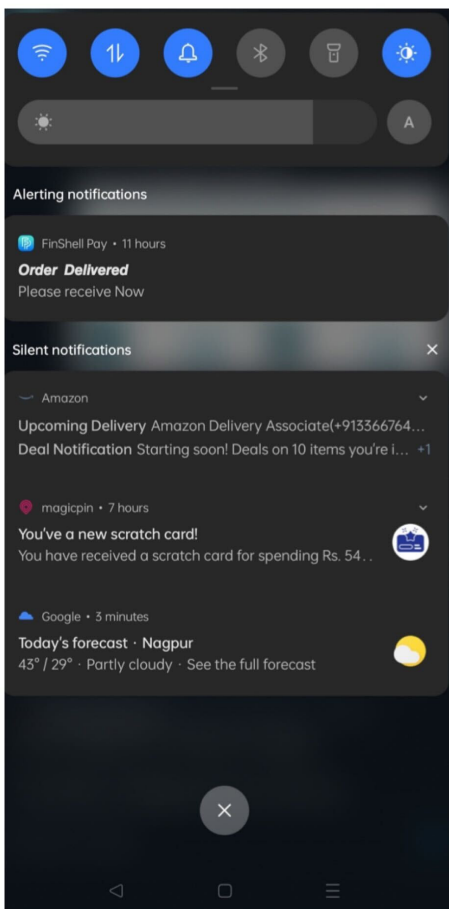 A
Alerting notifications
FinShell Pay • 11 hours
Order Delivered
Please receive Now
Silent notifications
Amazon
Upcoming Delivery Amazon Delivery Associate(+913366764...
Deal Notification Starting soon! Deals on 10 items you're i... +1
magicpin • 7 hours
You've a new scratch card!
You have received a scratch card for spending Rs. 54..
Google • 3 minutes
Today's forecast · Nagpur
43° / 29° · Partly cloudy · See the full forecast